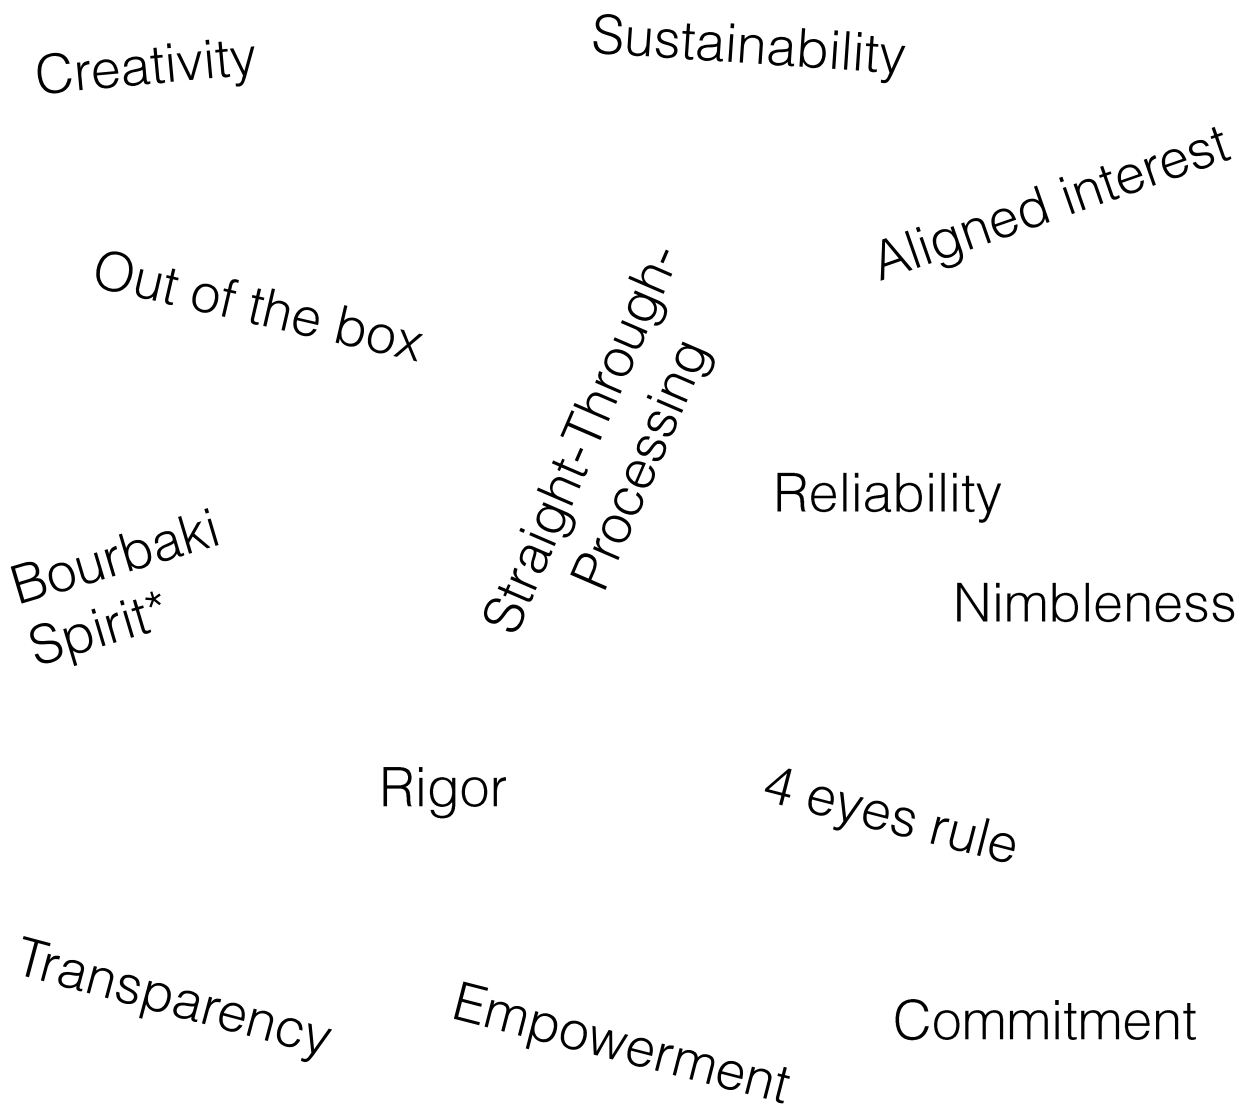 Creativity
Sustainability
Aligned interest
Out of the box
Straight-Through-
Processing
Reliability
Bourbaki
Spirit*
Nimbleness
Rigor
4 eyes rule
Transparency
Empowerment
Commitment